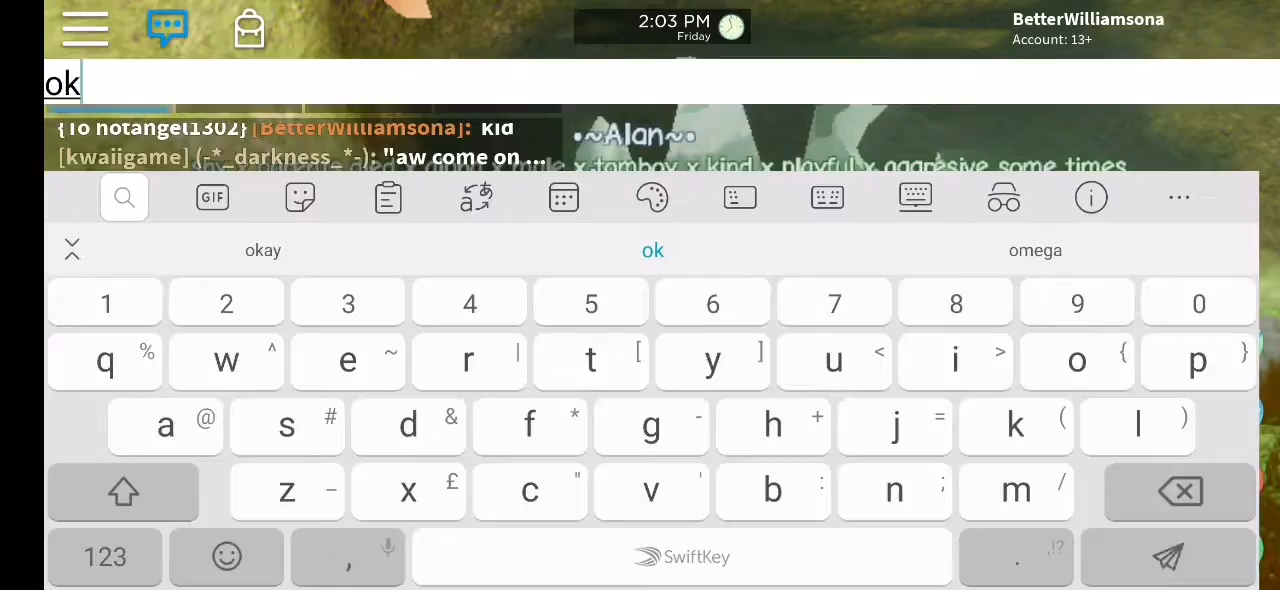 2:03 PM
Friday
BetterWilliamsona
Account: 13+
ok
{To hotangel1302} [BetterWilliamsona]: kid
[kwaiigame] (-*_darkness_*-): "aw come on ...
•~Alan~•
x tomboy x kind x playful x aggresive some times
GIF
okay
ok
omega
1 2 3 4 5 6 7 8 9 0
q % w ^ e ~ r | t [ y ] u < i > o { p }
a @ s # d & f * g - h + j = k ( l )
z _ x £ c " v ' b : n ; m /
123 , SwiftKey . ,!?